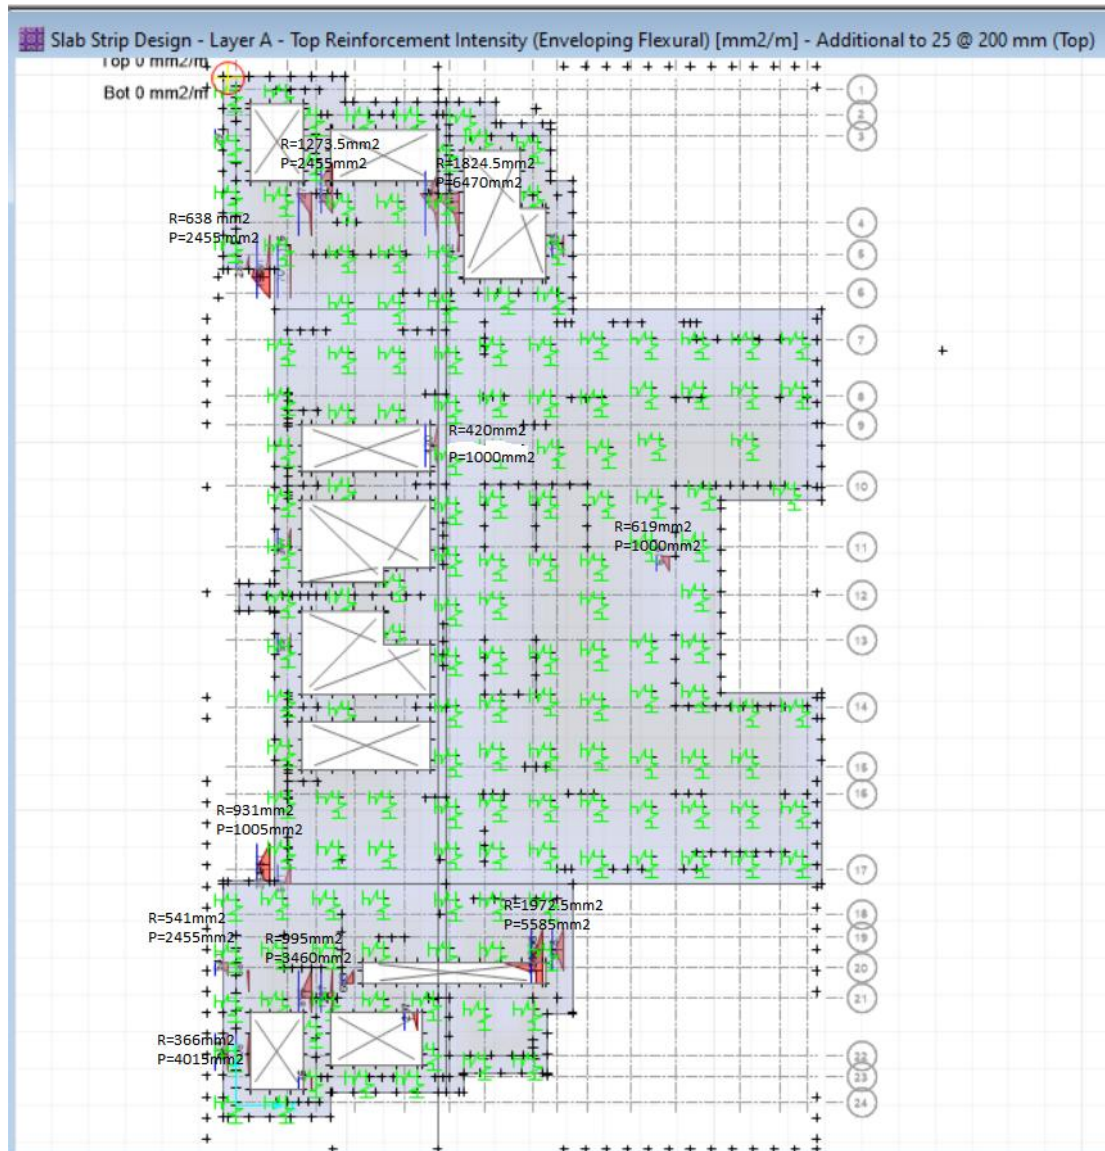 Slab Strip Design - Layer A - Top Reinforcement Intensity (Enveloping Flexural) [mm2/m] - Additional to 25 @ 200 mm (Top)
Top 0 mm2/m
Bot 0 mm2/m
1
2
3
R=1273.5mm2
P=2455mm2
R=1824.5mm2
P=6470mm2
R=638 mm2
P=2455mm2
4
5
6
7
8
9
R=420mm2
P=1000mm2
10
R=619mm2
P=1000mm2
11
12
13
14
15
16
R=931mm2
P=1005mm2
17
R=1972.5mm2
P=5585mm2
18
R=541mm2
P=2455mm2
19
R=995mm2
P=3460mm2
20
21
R=366mm2
P=4015mm2
22
23
24